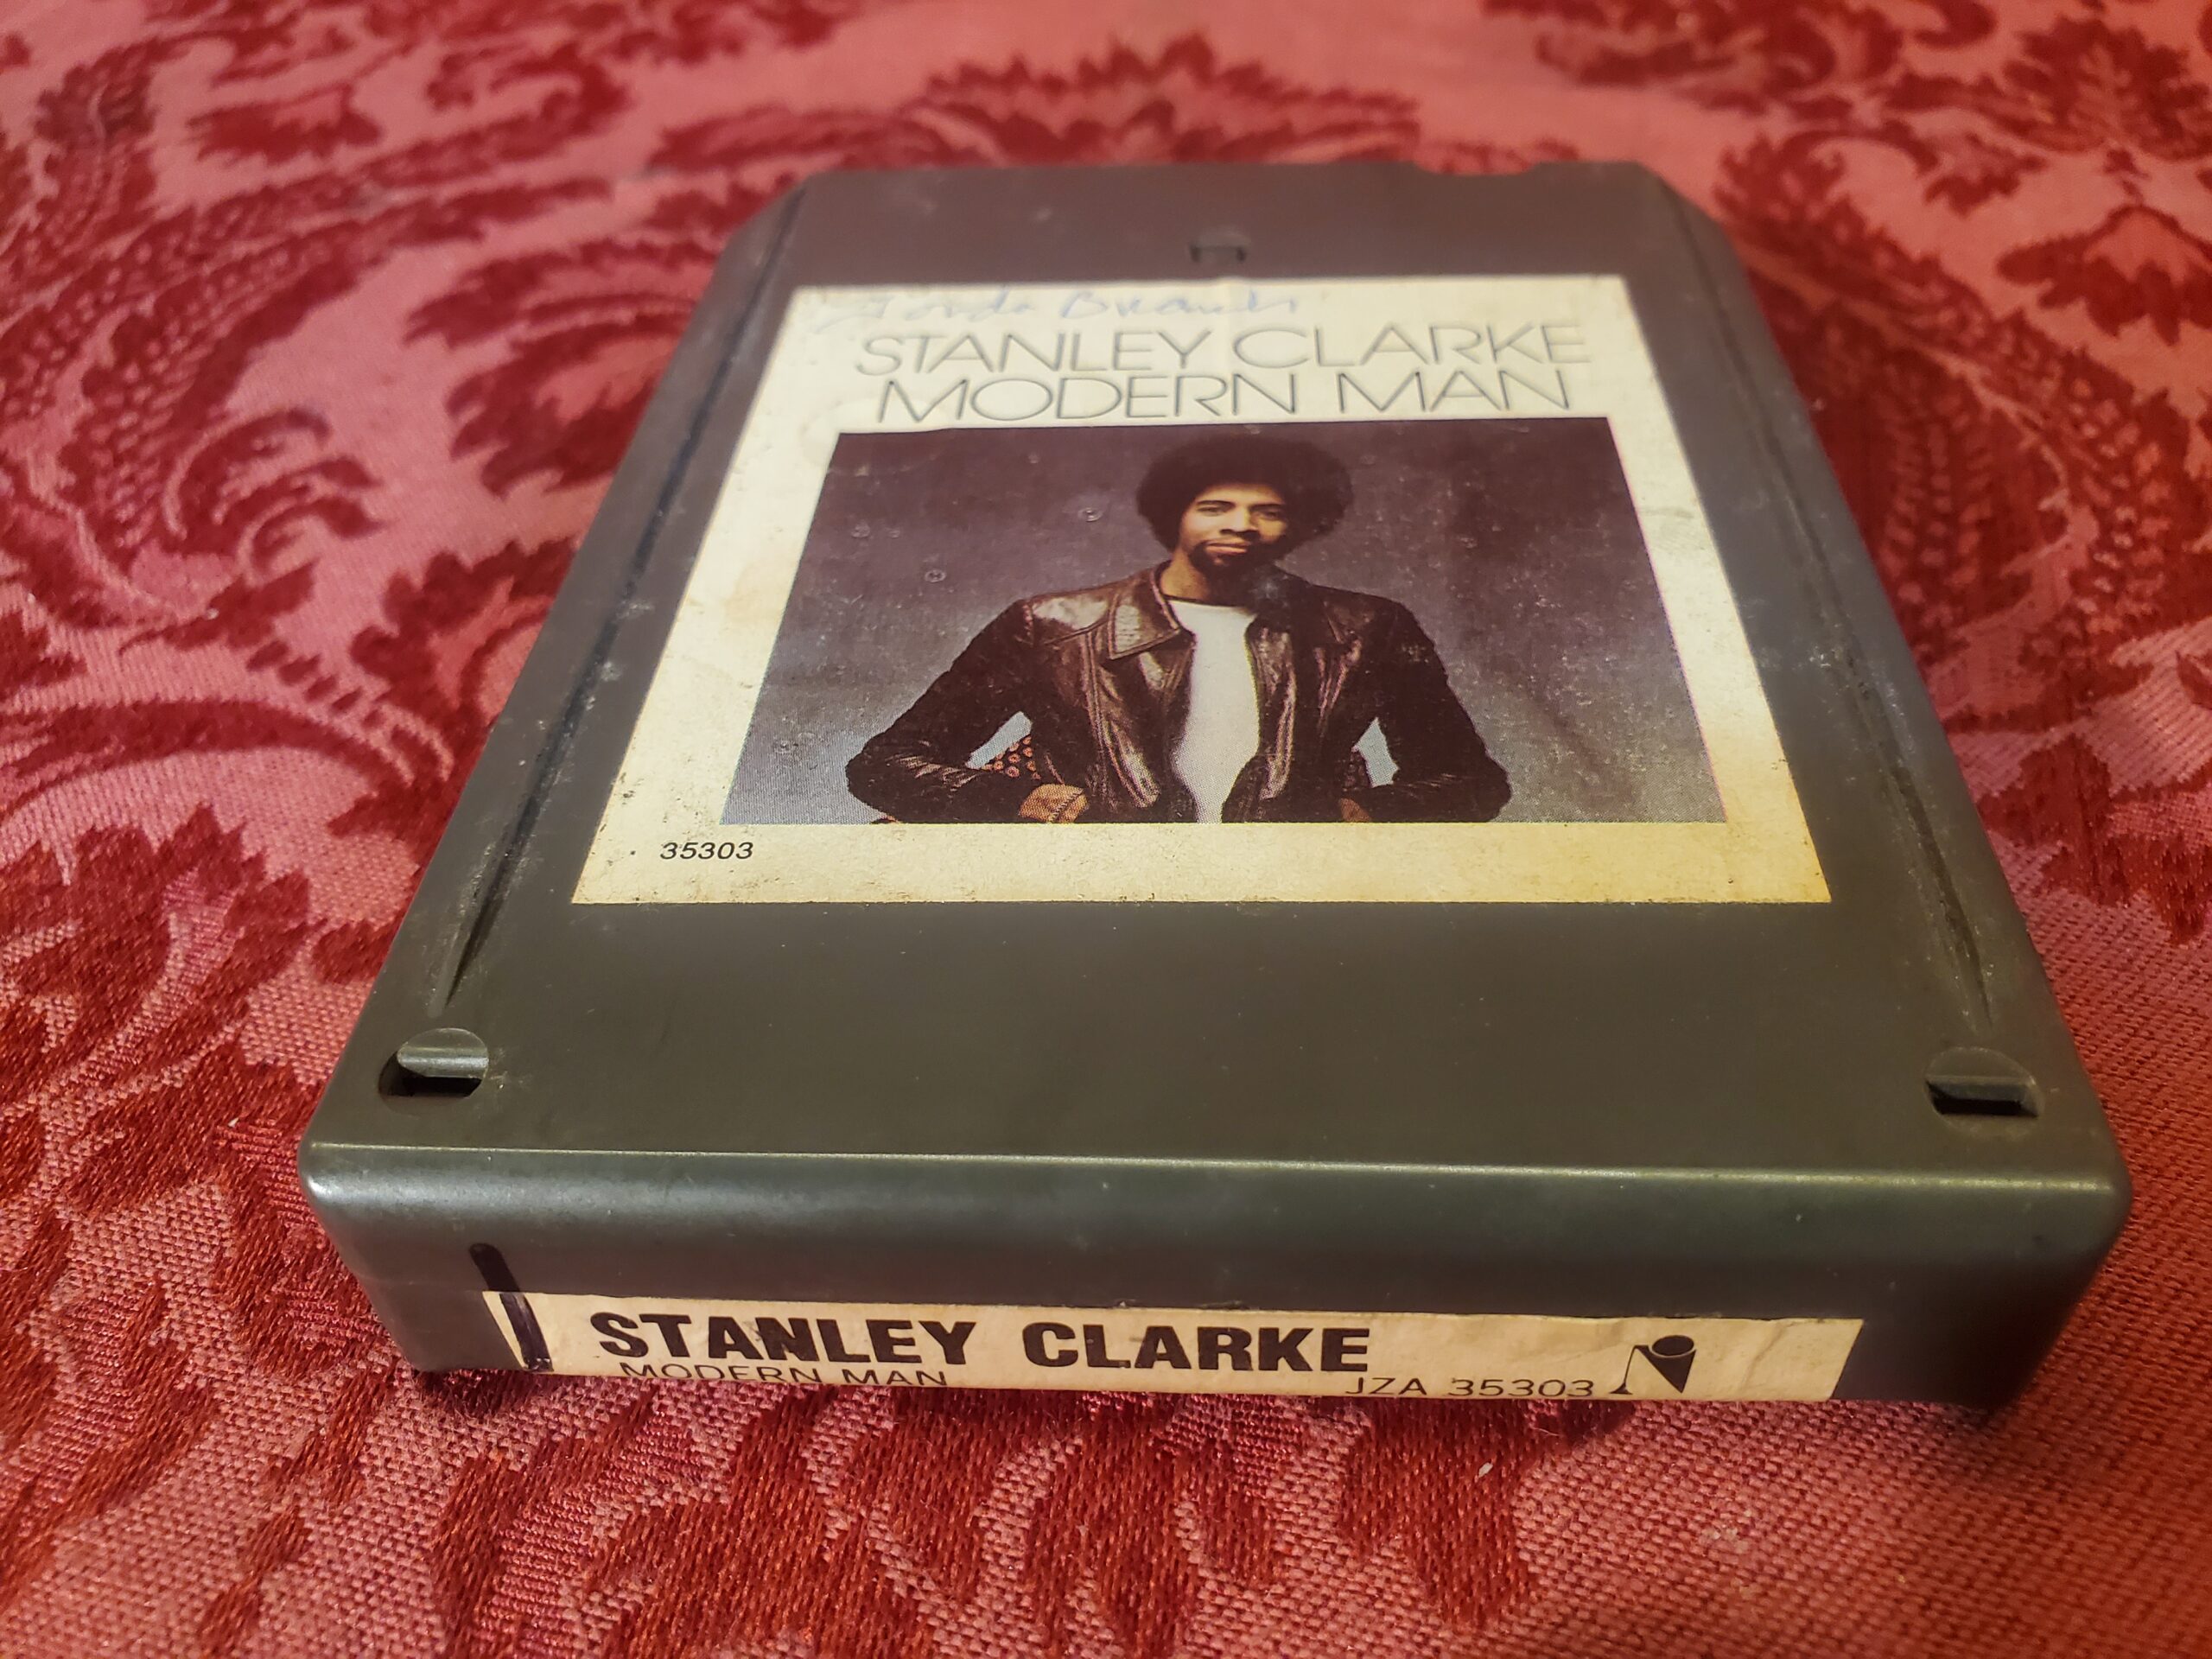 STANLEY CLARKE
MODERN MAN
35303
STANLEY CLARKE
MODERN MAN
JZA 35303